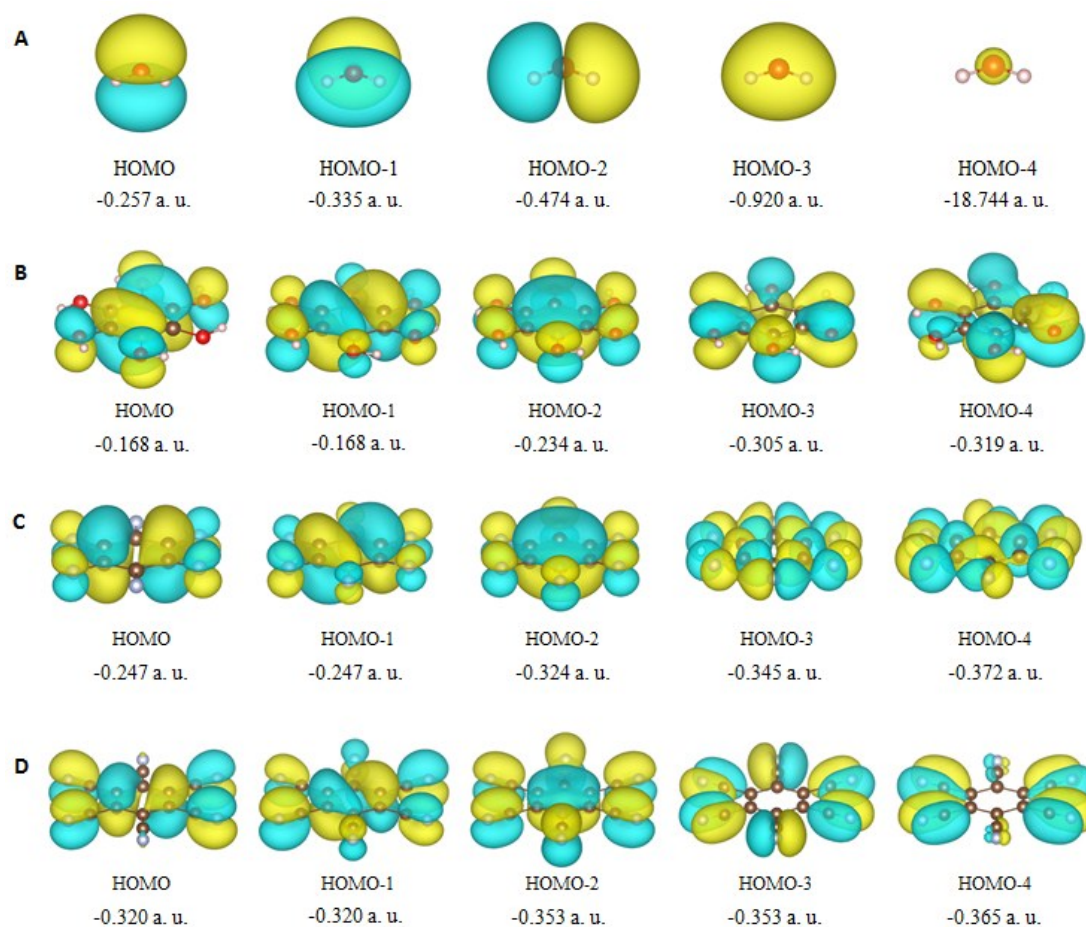 A
HOMO HOMO-1 HOMO-2 HOMO-3 HOMO-4
-0.257 a. u. -0.335 a. u. -0.474 a. u. -0.920 a. u. -18.744 a. u.
B
HOMO HOMO-1 HOMO-2 HOMO-3 HOMO-4
-0.168 a. u. -0.168 a. u. -0.234 a. u. -0.305 a. u. -0.319 a. u.
C
HOMO HOMO-1 HOMO-2 HOMO-3 HOMO-4
-0.247 a. u. -0.247 a. u. -0.324 a. u. -0.345 a. u. -0.372 a. u.
D
HOMO HOMO-1 HOMO-2 HOMO-3 HOMO-4
-0.320 a. u. -0.320 a. u. -0.353 a. u. -0.353 a. u. -0.365 a. u.